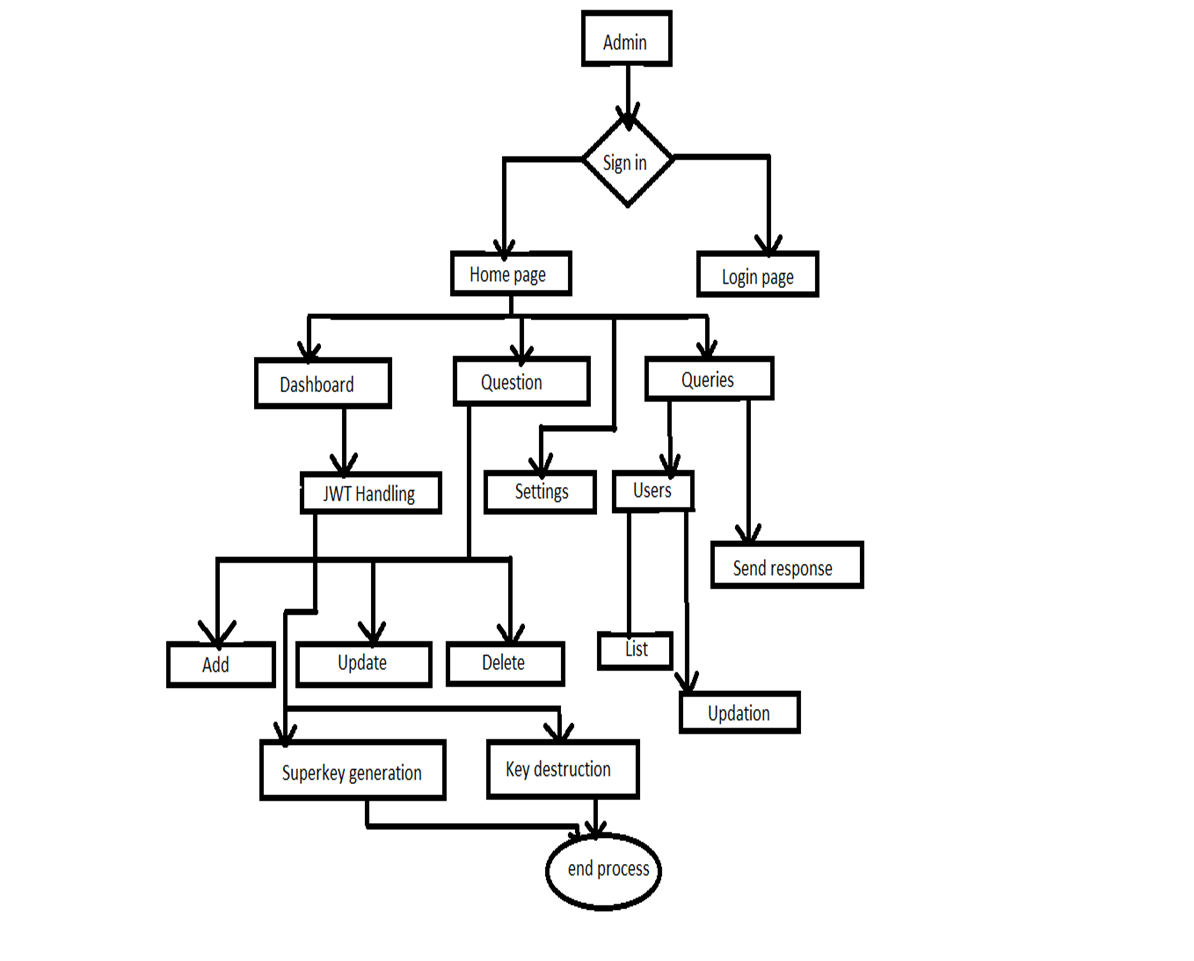 Admin
Sign in
Home page
Login page
Dashboard
Question
Queries
JWT Handling
Settings
Users
Send response
Add
Update
Delete
List
Updation
Superkey generation
Key destruction
end process